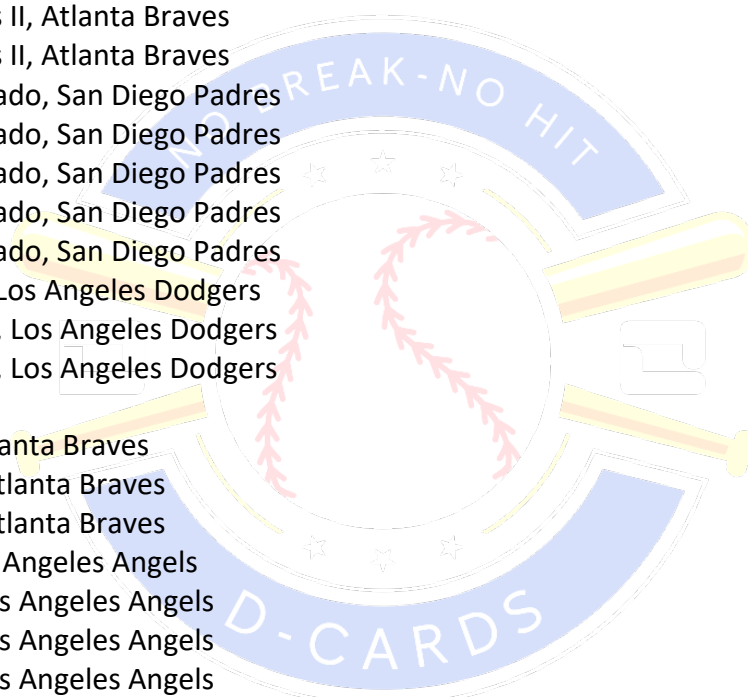 s II, Atlanta Braves
s II, Atlanta Braves
ado, San Diego Padres
ado, San Diego Padres
ado, San Diego Padres
ado, San Diego Padres
ado, San Diego Padres
Los Angeles Dodgers
, Los Angeles Dodgers
, Los Angeles Dodgers
lanta Braves
tlanta Braves
tlanta Braves
Angeles Angels
s Angeles Angels
s Angeles Angels
s Angeles Angels
NO BREAK-NO HIT
D-CARDS